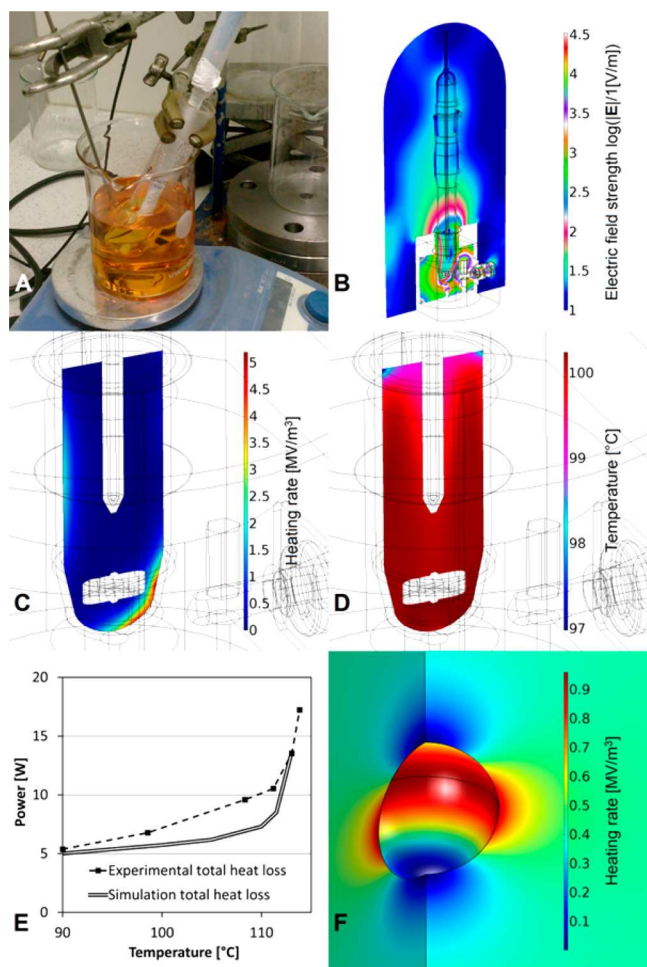 A
B
4.5
4
3.5
3
2.5
2
1.5
1
Electric field strength log(|E|/1[V/m])
C
5
4.5
4
3.5
3
2.5
2
1.5
1
0.5
0
Heating rate [MV/m³]
D
100
99
98
97
Temperature [°C]
E
20
15
10
5
0
Power [W]
Experimental total heat loss
Simulation total heat loss
90
100
110
Temperature [°C]
F
0.9
0.8
0.7
0.6
0.5
0.4
0.3
0.2
0.1
Heating rate [MV/m³]